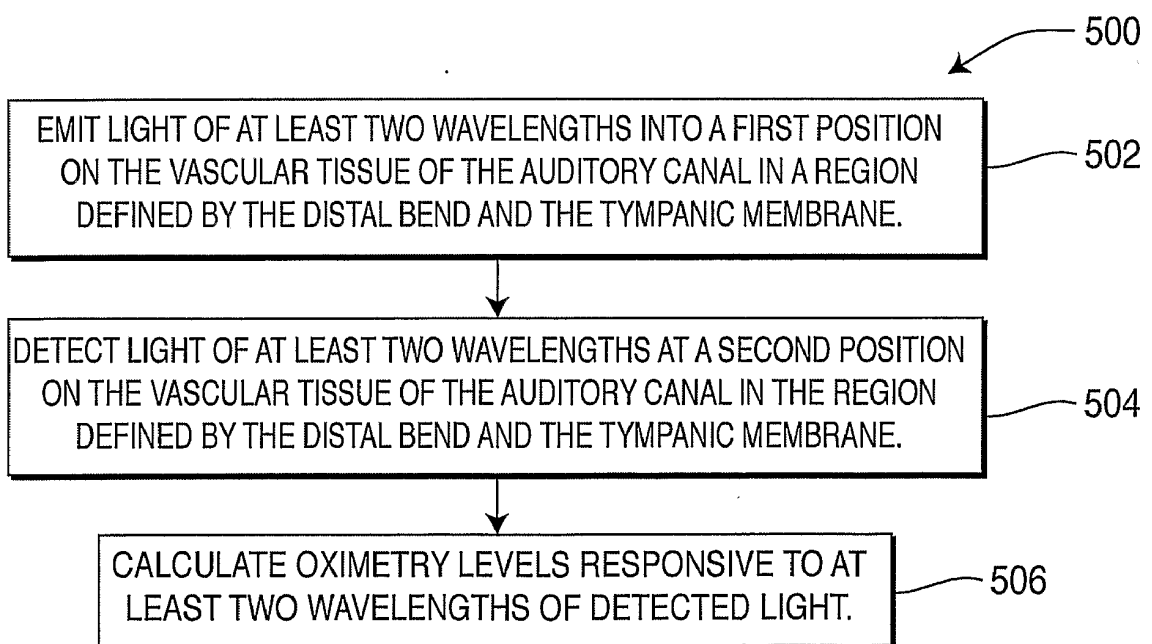 500
EMIT LIGHT OF AT LEAST TWO WAVELENGTHS INTO A FIRST POSITION
ON THE VASCULAR TISSUE OF THE AUDITORY CANAL IN A REGION
DEFINED BY THE DISTAL BEND AND THE TYMPANIC MEMBRANE.
502
DETECT LIGHT OF AT LEAST TWO WAVELENGTHS AT A SECOND POSITION
ON THE VASCULAR TISSUE OF THE AUDITORY CANAL IN THE REGION
DEFINED BY THE DISTAL BEND AND THE TYMPANIC MEMBRANE.
504
CALCULATE OXIMETRY LEVELS RESPONSIVE TO AT
LEAST TWO WAVELENGTHS OF DETECTED LIGHT.
506